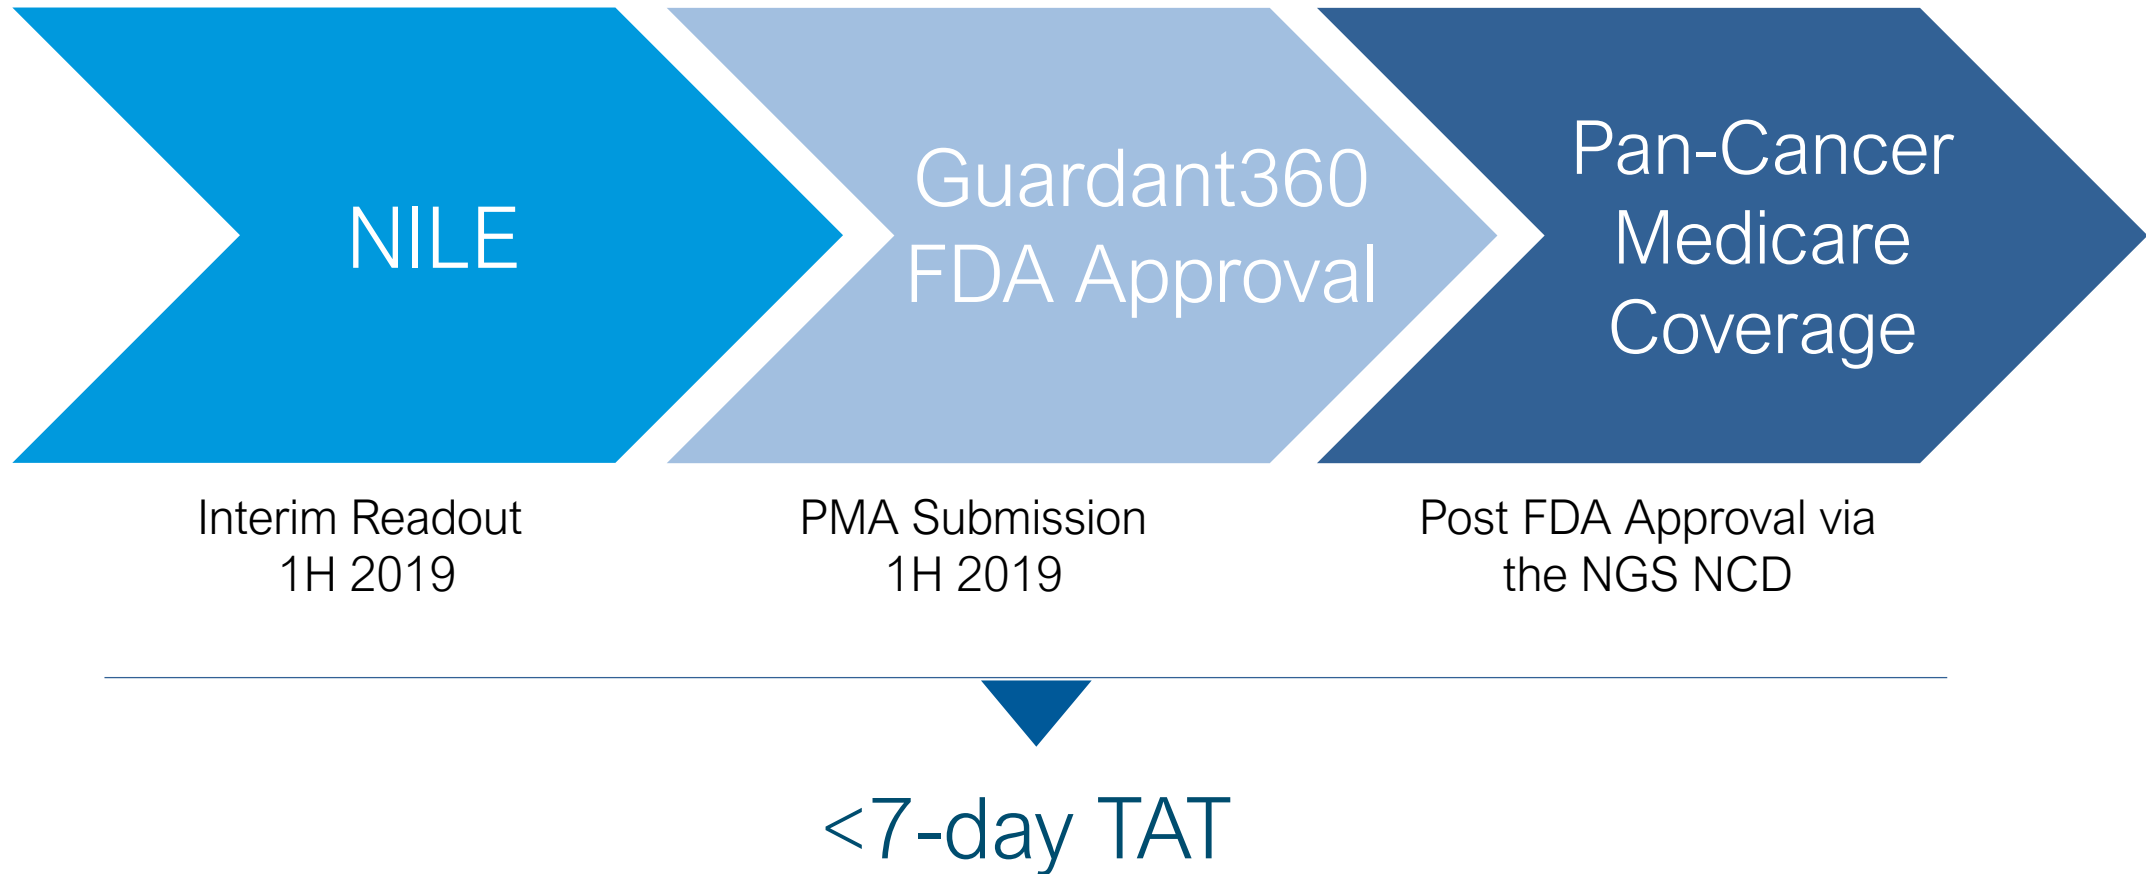 NILE
Guardant360
FDA Approval
Pan-Cancer
Medicare
Coverage
Interim Readout
1H 2019
PMA Submission
1H 2019
Post FDA Approval via
the NGS NCD
<7-day TAT